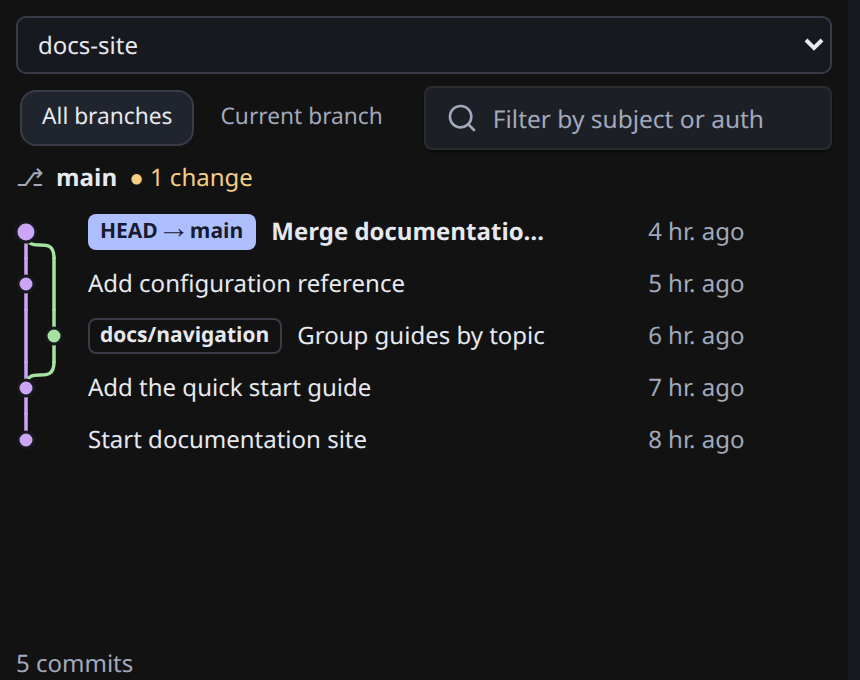 docs-site
All branches Current branch Filter by subject or auth
main ● 1 change
HEAD → main Merge documentatio... 4 hr. ago
Add configuration reference 5 hr. ago
docs/navigation Group guides by topic 6 hr. ago
Add the quick start guide 7 hr. ago
Start documentation site 8 hr. ago
5 commits